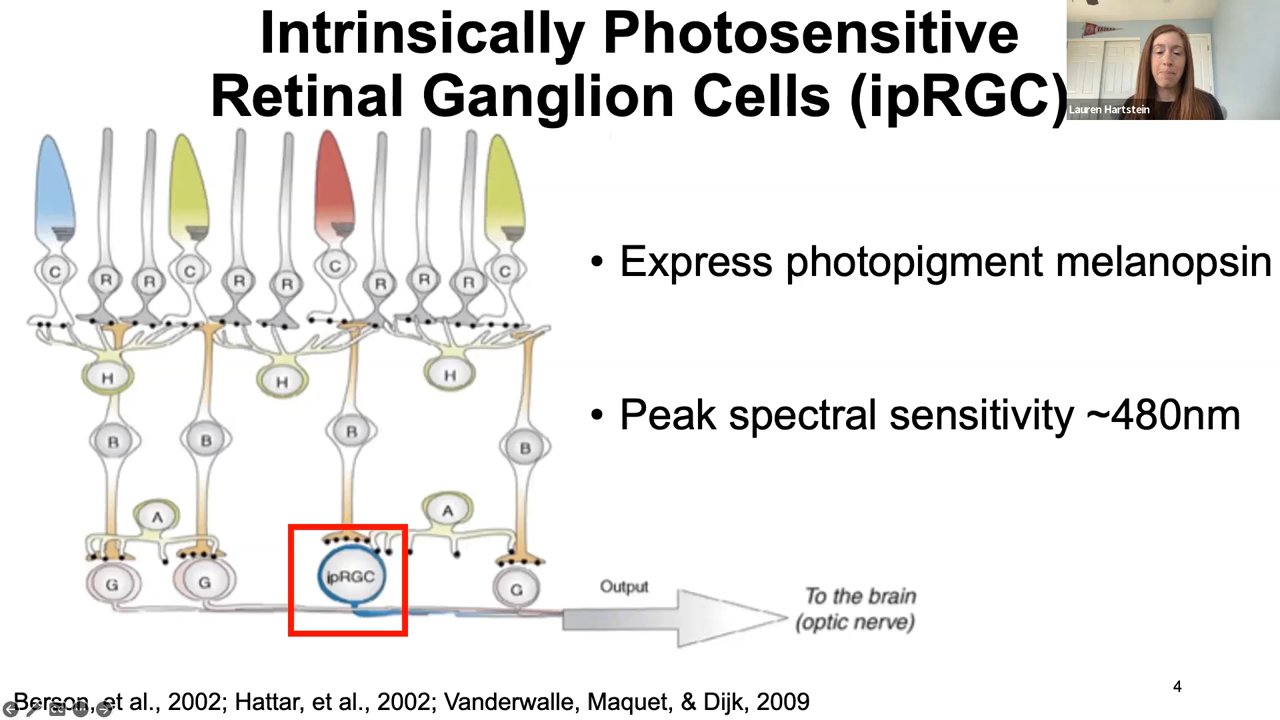 Intrinsically Photosensitive
Retinal Ganglion Cells (ipRGC)
Lauren Hartstein
C R R C R R C R R R C
• Express photopigment melanopsin
H H H
• Peak spectral sensitivity ~480nm
B B B B
A A
G G ipRGC G
Output
To the brain
(optic nerve)
4
Berson, et al., 2002; Hattar, et al., 2002; Vanderwalle, Maquet, & Dijk, 2009